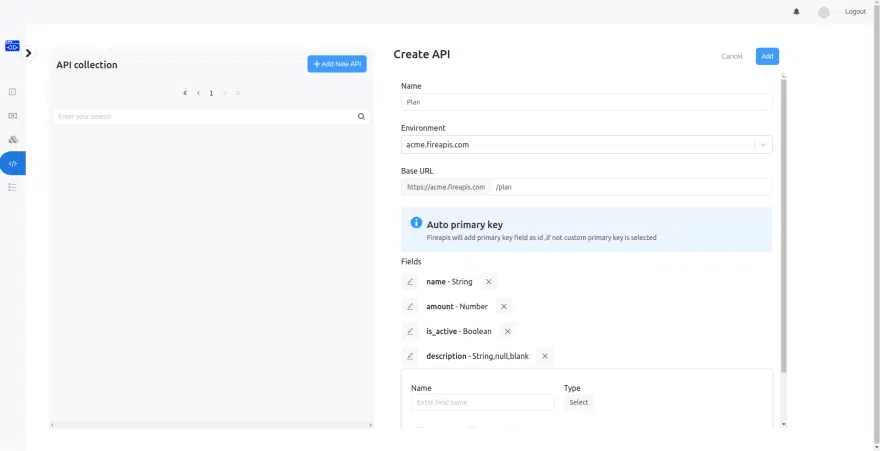 Logout
API collection
+ Add New API
« ‹ 1 › »
Enter your search
Create API
Cancel
Add
Name
Plan
Environment
acme.fireapis.com
Base URL
https://acme.fireapis.com /plan
Auto primary key
Fireapis will add primary key field as id ,if not custom primary key is selected
Fields
name - String
amount - Number
is_active - Boolean
description - String,null,blank
Name
Type
Enter field name
Select